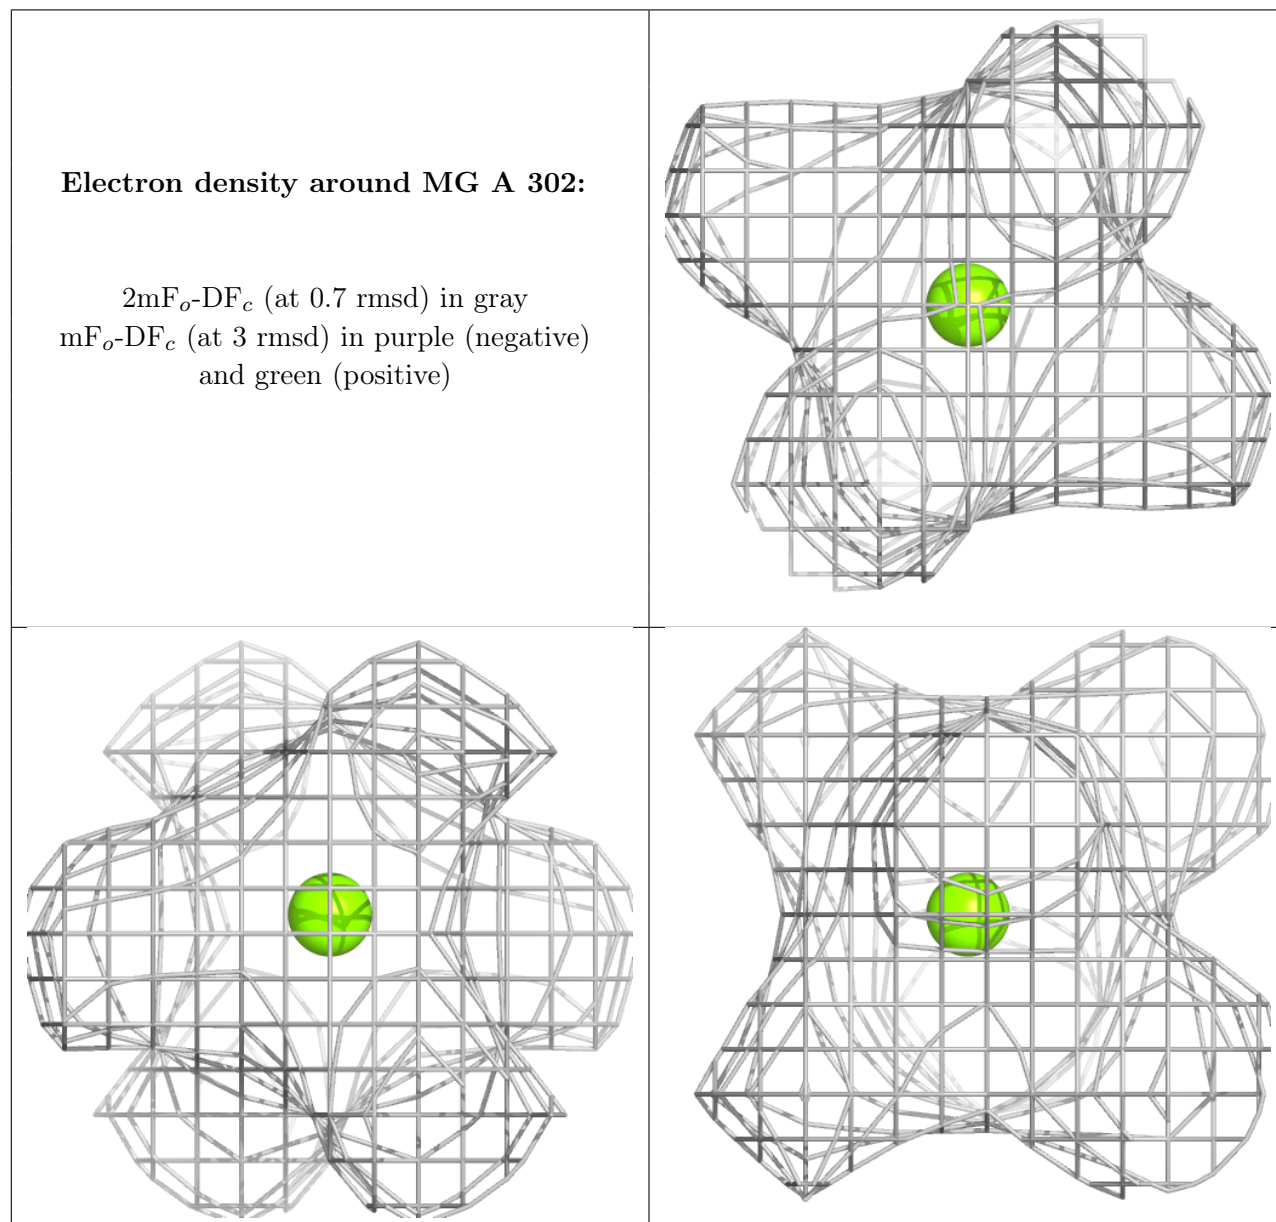 Electron density around MG A 302:
2mFo-DFc (at 0.7 rmsd) in gray
mFo-DFc (at 3 rmsd) in purple (negative)
and green (positive)